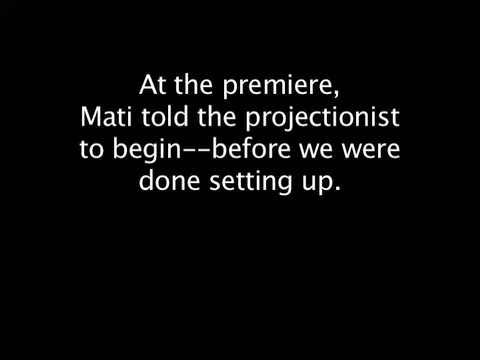 At the premiere,
Mati told the projectionist
to begin--before we were
done setting up.